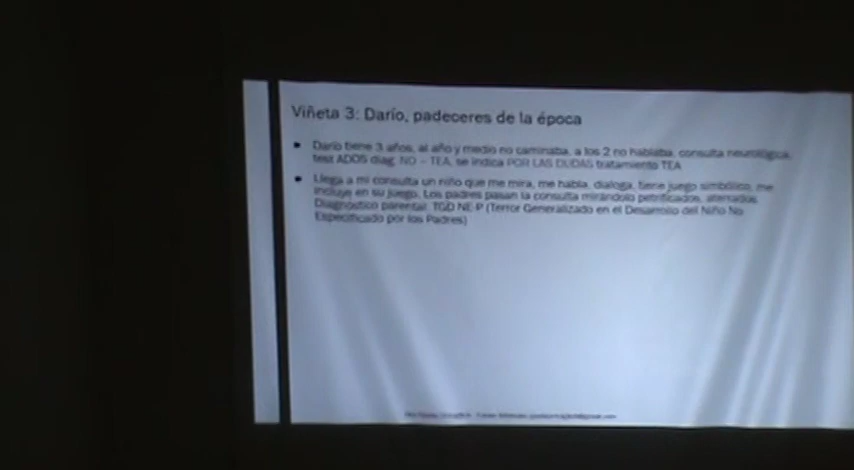 Viñeta 3: Darío, padeceres de la época
Darío tiene 3 años, al año y medio no caminaba, a los 2 no hablaba, consulta neurológica,
test ADOS diag. NO – TEA, se indica POR LAS DUDAS tratamiento TEA
Llega a mi consulta un niño que me mira, me habla, dialoga, tiene juego simbólico, me
incluye en su juego. Los padres pasan la consulta mirándolo petrificados, aterrados.
Diagnóstico parental: TGD NE-P (Terror Generalizado en el Desarrollo del Niño No
Especificado por los Padres)